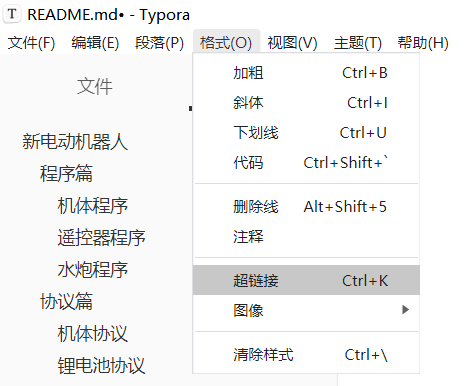 T README.md• - Typora
文件(F) 编辑(E) 段落(P) 格式(O) 视图(V) 主题(T) 帮助(H)
文件
新电动机器人
程序篇
机体程序
遥控器程序
水炮程序
协议篇
机体协议
锂电池协议
加粗 Ctrl+B
斜体 Ctrl+I
下划线 Ctrl+U
代码 Ctrl+Shift+`
删除线 Alt+Shift+5
注释
超链接 Ctrl+K
图像
清除样式 Ctrl+\